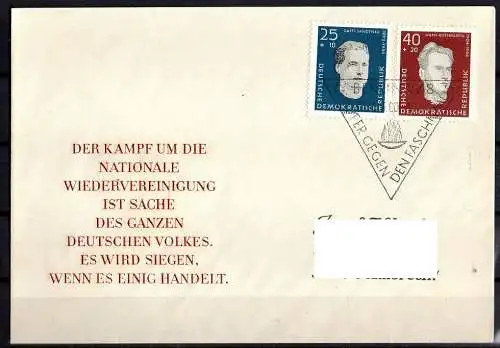 25
+ 10
DEUTSCHE
DEMOKRATISCHE
REPUBLIK
40
+ 20
DEUTSCHE
DEMOKRATISCHE
REPUBLIK
GEGEN
DEN
DER KAMPF UM DIE
NATIONALE
WIEDERVEREINIGUNG
IST SACHE
DES GANZEN
DEUTSCHEN VOLKES.
ES WIRD SIEGEN,
WENN ES EINIG HANDELT.